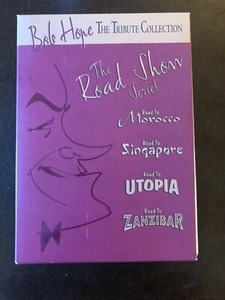 Bob Hope THE TRIBUTE COLLECTION
The
Road Show
Series
Road To
Morocco
Road To
Singapore
Road To
UTOPIA
Road To
ZANZIBAR